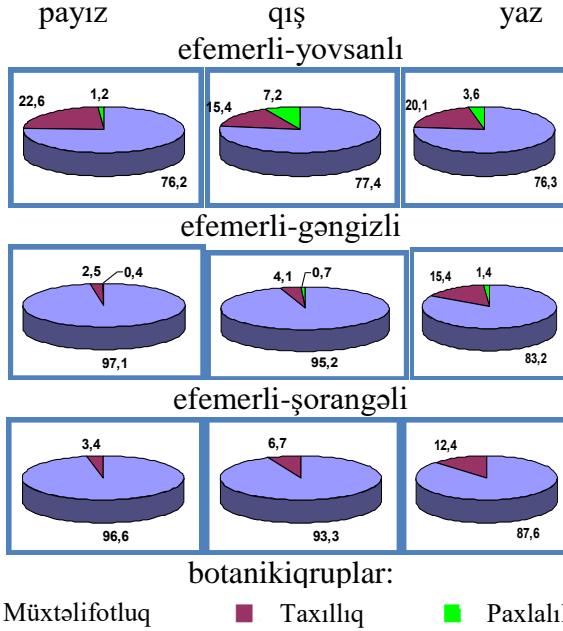 payız qış yaz
efemerli-yovsanlı
22,6 1,2 76,2 15,4 7,2 77,4 20,1 3,6 76,3
efemerli-gəngizli
2,5 0,4 97,1 4,1 0,7 95,2 15,4 1,4 83,2
efemerli-şorangəli
3,4 96,6 6,7 93,3 12,4 87,6
botanikiqruplar:
Müxtəlifotluq Taxıllıq